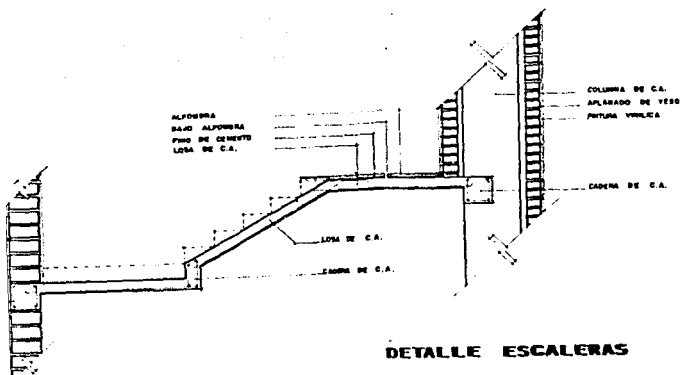 ALFOMBRA
BAJO ALFOMBRA
FINO DE CEMENTO
LOSA DE C.A.
COLUMNA DE C.A.
APLANADO DE YESO
PINTURA VINILICA
CADENA DE C.A.
LOSA DE C.A.
CADENA DE C.A.
DETALLE ESCALERAS